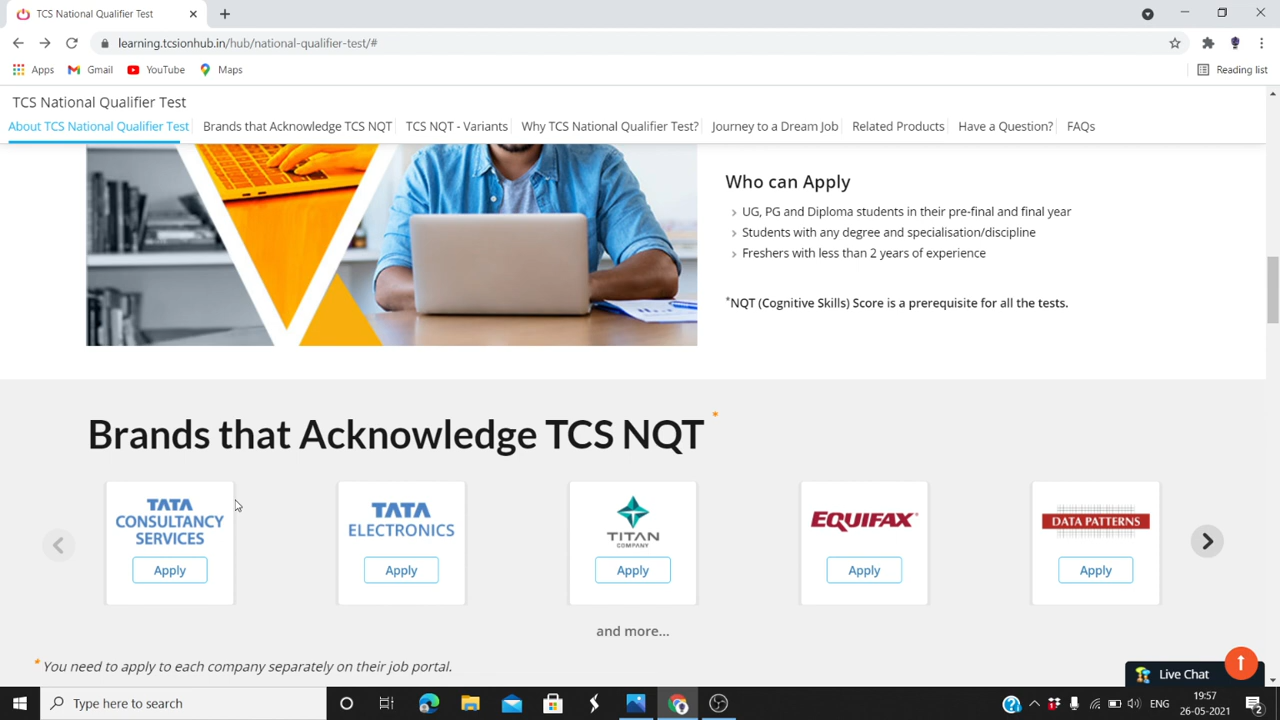 TCS National Qualifier Test
learning.tcsionhub.in/hub/national-qualifier-test/#
Apps Gmail YouTube Maps Reading list
TCS National Qualifier Test
About TCS National Qualifier Test Brands that Acknowledge TCS NQT TCS NQT - Variants Why TCS National Qualifier Test? Journey to a Dream Job Related Products Have a Question? FAQs
Who can Apply
UG, PG and Diploma students in their pre-final and final year
Students with any degree and specialisation/discipline
Freshers with less than 2 years of experience
*NQT (Cognitive Skills) Score is a prerequisite for all the tests.
Brands that Acknowledge TCS NQT *
TATA CONSULTANCY SERVICES
Apply
TATA ELECTRONICS
Apply
TITAN COMPANY
Apply
EQUIFAX
Apply
DATA PATTERNS
Apply
and more...
* You need to apply to each company separately on their job portal.
Live Chat
Type here to search
ENG
19:57
26-05-2021
2